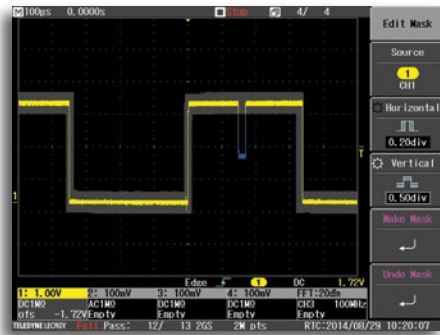 M 100µs 0.0000s Stop 4/ 4
Edit Mask
Source
1
CH1
Horizontal
0.20div
Vertical
0.50div
Make Mask
Undo Mask
T
1
Edge 1 DC 1.72V
1: 1.00V 2: 100mV 3: 100mV 4: 100mV FFT:20dB
DC1MΩ AC1MΩ DC1MΩ DC1MΩ CH3 100MHz
ofs -1.72V Empty Empty Empty Empty
TELEDYNE LECROY Fail Pass: 12/ 13 2GS 2M pts RTC:2014/08/29 10:20:07